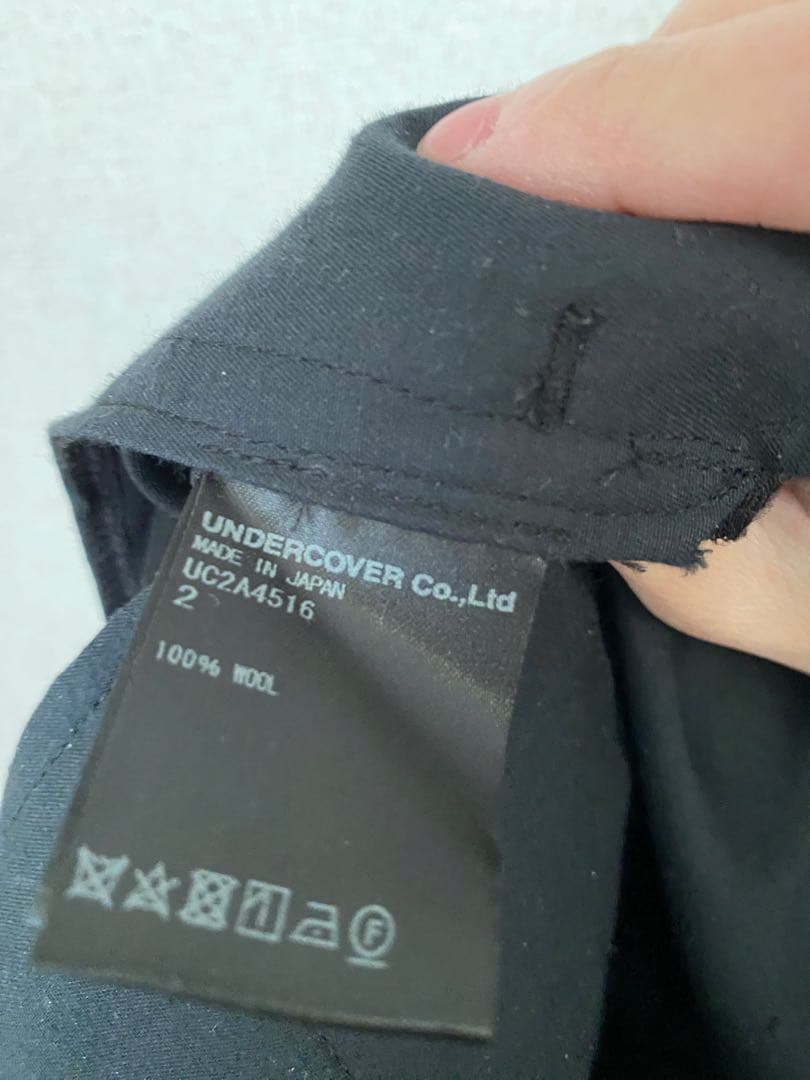 UNDERCOVER Co.,Ltd
MADE IN JAPAN
UC2A4516
2
100% WOOL
F